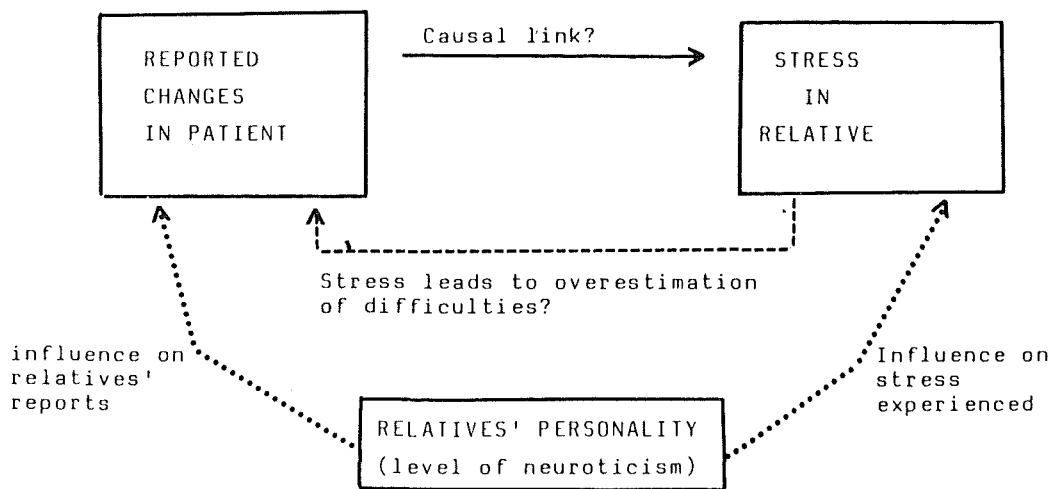 Causal link?
REPORTED
CHANGES
IN PATIENT
STRESS
IN
RELATIVE
Stress leads to overestimation
of difficulties?
influence on
relatives'
reports
Influence on
stress
experienced
RELATIVES' PERSONALITY
(level of neuroticism)